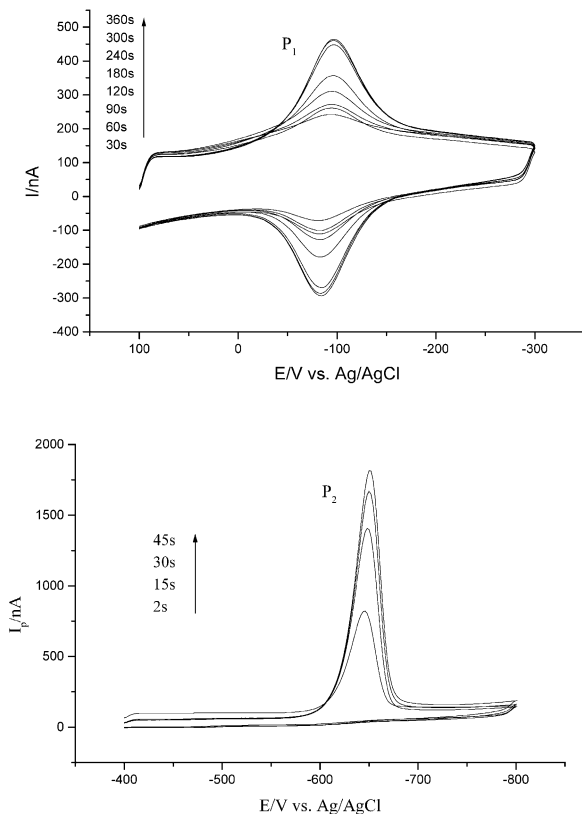 360s
300s
240s
180s
120s
90s
60s
30s
P1
500
400
300
200
100
0
-100
-200
-300
-400
I/nA
100 0 -100 -200 -300
E/V vs. Ag/AgCl
2000
1500
1000
500
0
Ip/nA
P2
45s
30s
15s
2s
-400 -500 -600 -700 -800
E/V vs. Ag/AgCl